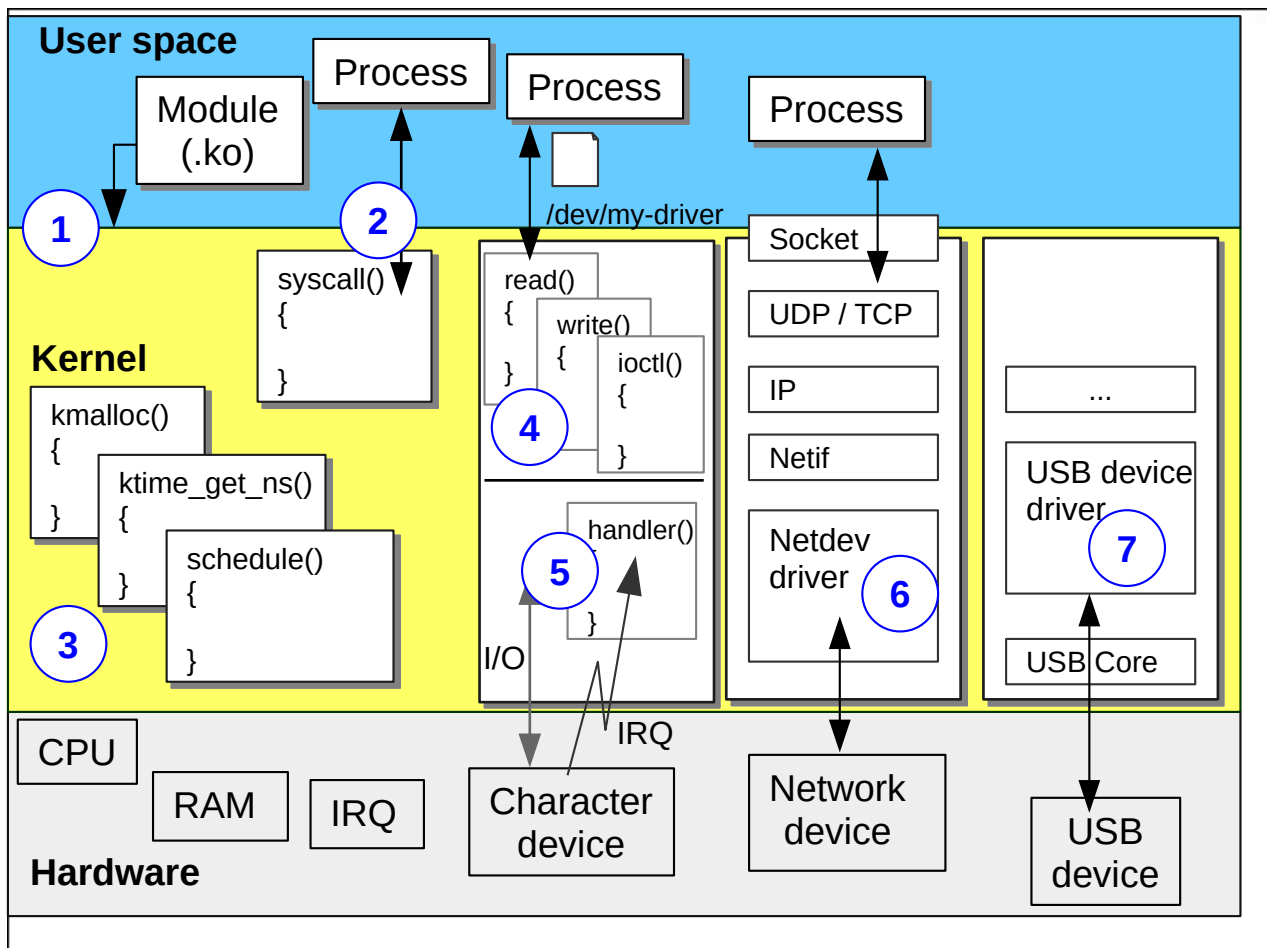 User space
Module
(.ko)
Process
Process
Process
1
2
/dev/my-driver
Kernel
syscall()
{
}
kmalloc()
{
}
ktime_get_ns()
{
}
schedule()
{
}
3
read()
{
}
write()
{
ioctl()
{
}
4
handler()
}
5
I/O
IRQ
Socket
UDP / TCP
IP
Netif
Netdev
driver
6
...
USB device
driver
7
USB Core
Hardware
CPU
RAM
IRQ
Character
device
Network
device
USB
device